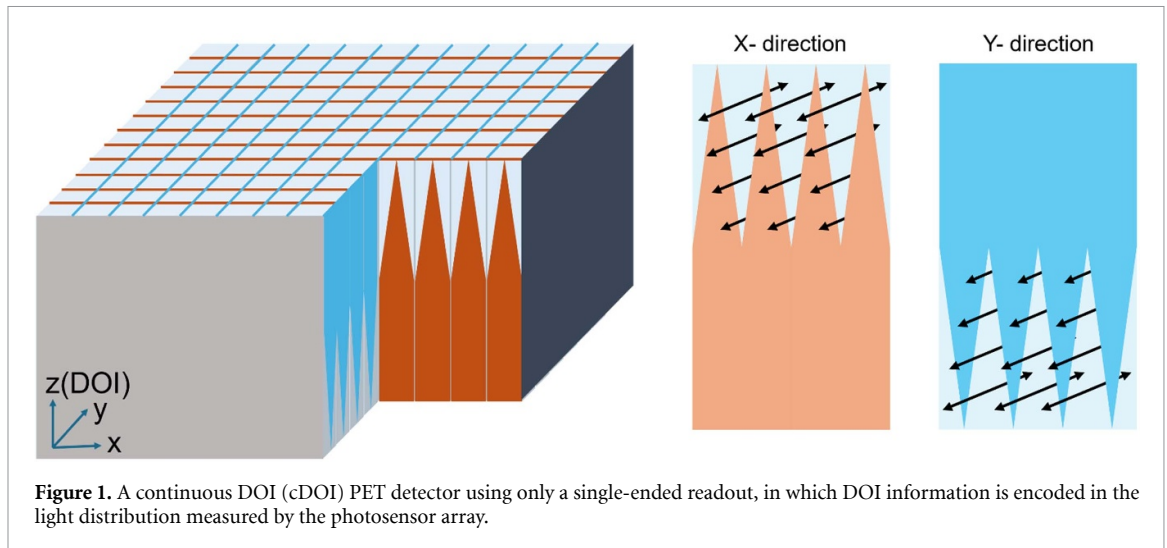 X- direction
Y- direction
z(DOI)
y
x
Figure 1. A continuous DOI (cDOI) PET detector using only a single-ended readout, in which DOI information is encoded in the
light distribution measured by the photosensor array.